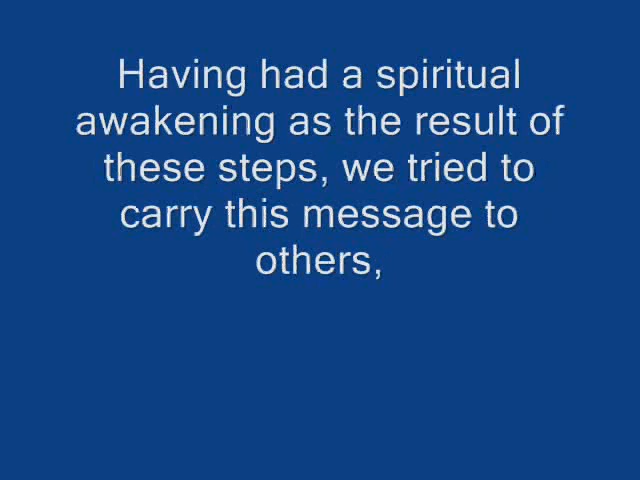 Having had a spiritual
awakening as the result of
these steps, we tried to
carry this message to
others,